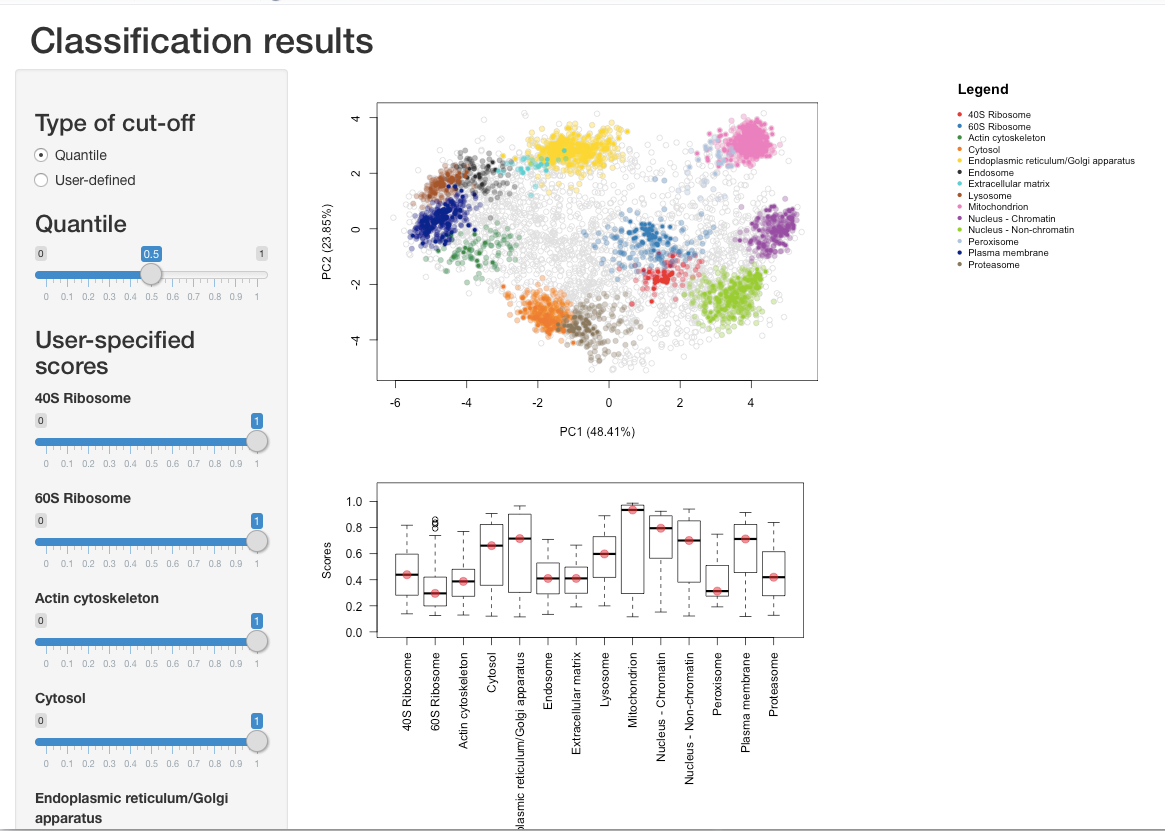 Classification results
Type of cut-off
Quantile
User-defined
Quantile
0 0.5 1
0 0.1 0.2 0.3 0.4 0.5 0.6 0.7 0.8 0.9 1
User-specified
scores
40S Ribosome
0 1
0 0.1 0.2 0.3 0.4 0.5 0.6 0.7 0.8 0.9 1
60S Ribosome
0 1
0 0.1 0.2 0.3 0.4 0.5 0.6 0.7 0.8 0.9 1
Actin cytoskeleton
0 1
0 0.1 0.2 0.3 0.4 0.5 0.6 0.7 0.8 0.9 1
Cytosol
0 1
0 0.1 0.2 0.3 0.4 0.5 0.6 0.7 0.8 0.9 1
Endoplasmic reticulum/Golgi
apparatus
PC2 (23.85%)
4
2
0
-2
-4
-6 -4 -2 0 2 4
PC1 (48.41%)
Legend
40S Ribosome
60S Ribosome
Actin cytoskeleton
Cytosol
Endoplasmic reticulum/Golgi apparatus
Endosome
Extracellular matrix
Lysosome
Mitochondrion
Nucleus - Chromatin
Nucleus - Non-chromatin
Peroxisome
Plasma membrane
Proteasome
Scores
1.0
0.8
0.6
0.4
0.2
0.0
40S Ribosome
60S Ribosome
Actin cytoskeleton
Cytosol
plasmic reticulum/Golgi apparatus
Endosome
Extracellular matrix
Lysosome
Mitochondrion
Nucleus - Chromatin
Nucleus - Non-chromatin
Peroxisome
Plasma membrane
Proteasome